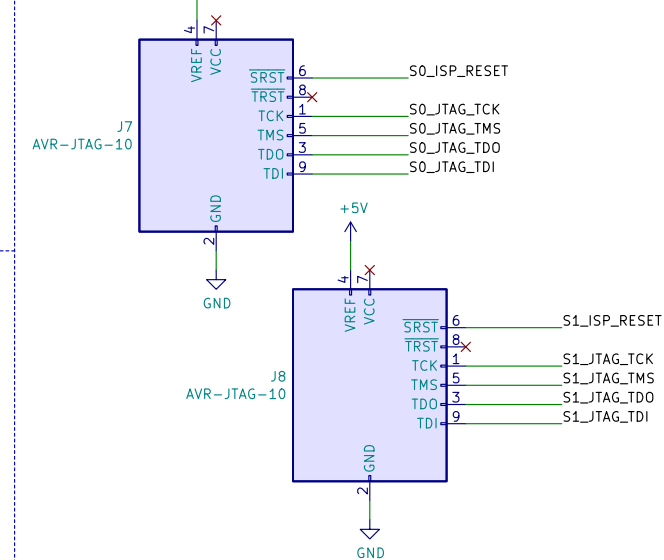 4
7
VREF
VCC
SRST 6 S0_ISP_RESET
TRST 8
TCK 1 S0_JTAG_TCK
TMS 5 S0_JTAG_TMS
TDO 3 S0_JTAG_TDO
TDI 9 S0_JTAG_TDI
J7
AVR-JTAG-10
GND
2
GND
+5V
4
7
VREF
VCC
SRST 6 S1_ISP_RESET
TRST 8
TCK 1 S1_JTAG_TCK
TMS 5 S1_JTAG_TMS
TDO 3 S1_JTAG_TDO
TDI 9 S1_JTAG_TDI
J8
AVR-JTAG-10
GND
2
GND